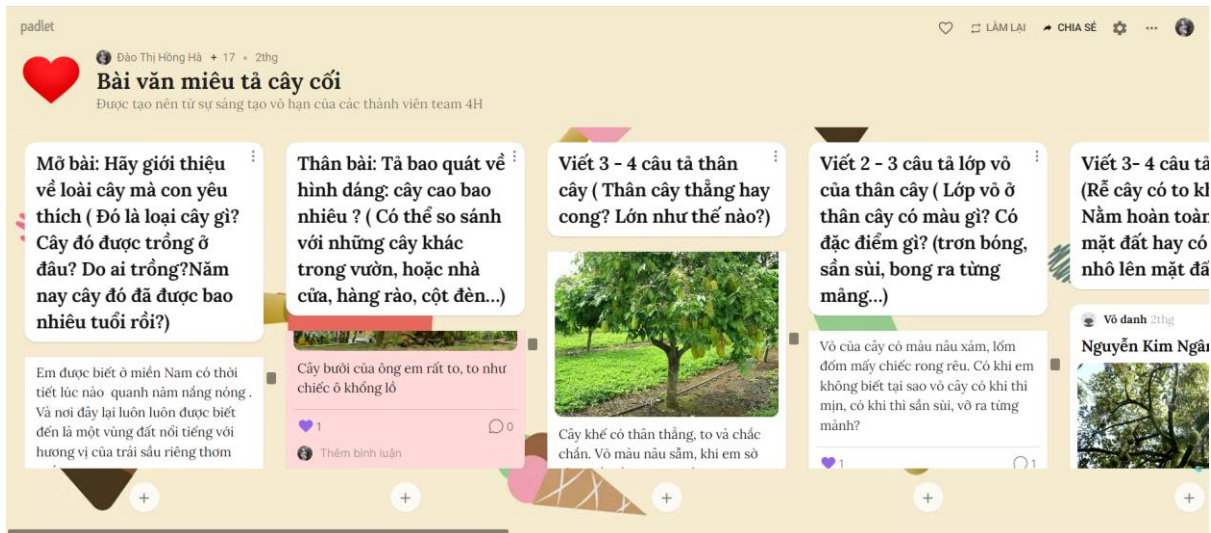 padlet
LÀM LẠI
CHIA SẺ
Đào Thị Hồng Hà + 17 • 2thg
Bài văn miêu tả cây cối
Được tạo nên từ sự sáng tạo vô hạn của các thành viên team 4H
Mở bài: Hãy giới thiệu
về loài cây mà con yêu
thích ( Đó là loại cây gì?
Cây đó được trồng ở
đâu? Do ai trồng?Năm
nay cây đó đã được bao
nhiêu tuổi rồi?)
Em được biết ở miền Nam có thời
tiết lúc nào quanh năm nắng nóng .
Và nơi đây lại luôn luôn được biết
đến là một vùng đất nổi tiếng với
hương vị của trái sầu riêng thơm
Thân bài: Tả bao quát về
hình dáng: cây cao bao
nhiêu ? ( Có thể so sánh
với những cây khác
trong vườn, hoặc nhà
cửa, hàng rào, cột đèn...)
Cây bưởi của ông em rất to, to như
chiếc ô khổng lồ
1
0
Thêm bình luận
Viết 3 - 4 câu tả thân
cây ( Thân cây thẳng hay
cong? Lớn như thế nào?)
Cây khế có thân thẳng, to và chắc
chắn. Vỏ màu nâu sẫm, khi em sờ
Viết 2 - 3 câu tả lớp vỏ
của thân cây ( Lớp vỏ ở
thân cây có màu gì? Có
đặc điểm gì? (trơn bóng,
sần sùi, bong ra từng
mảng...)
Vỏ của cây có màu nâu xám, lốm
đốm mấy chiếc rong rêu. Có khi em
không biết tại sao vỏ cây có khi thì
mịn, có khi thì sần sùi, vỡ ra từng
mảnh?
1
1
Viết 3- 4 câu tả
(Rễ cây có to
Nằm hoàn toàn
mặt đất hay có
nhô lên mặt
Vô danh 2thg
Nguyễn Kim Ngân